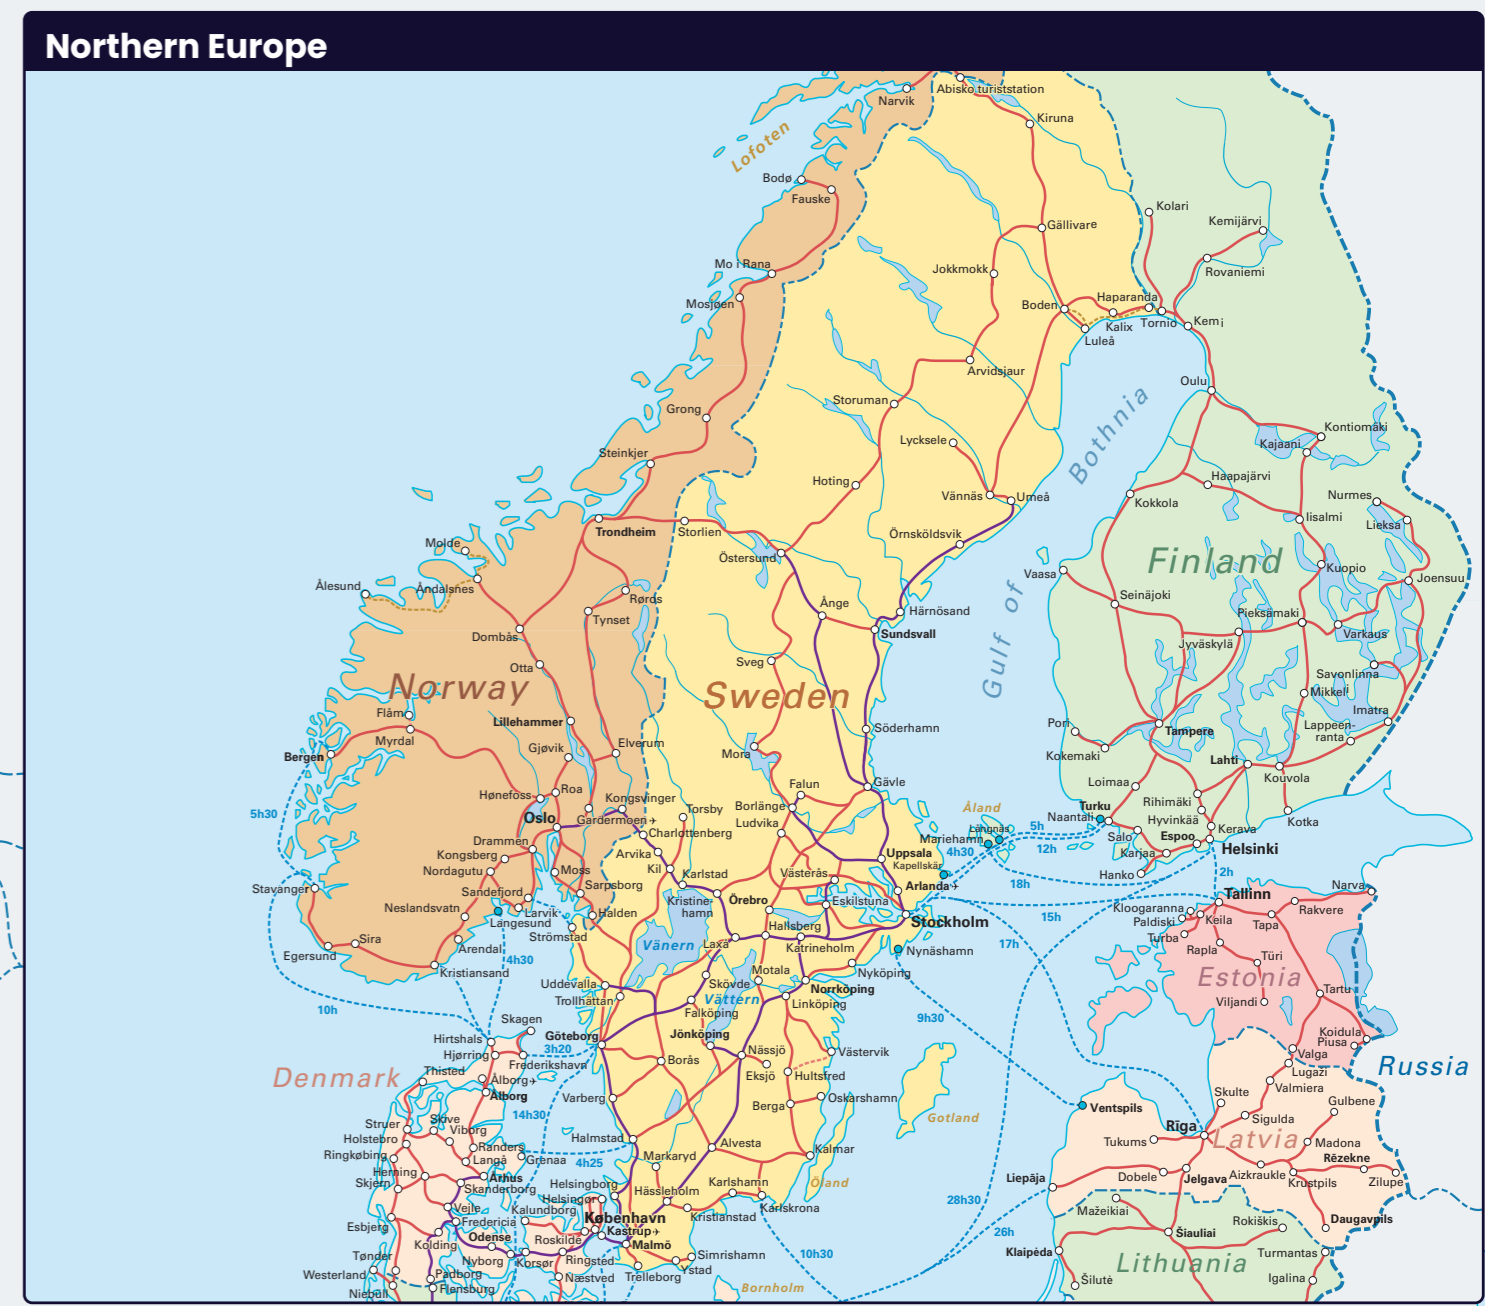 Northern Europe
Abisko turiststation
Narvik
Kiruna
Lofoten
Bodø
Fauske
Kolari
Kemijärvi
Gällivare
Mo i Rana
Jokkmokk
Rovaniemi
Mosjøen
Boden
Haparanda
Kalix
Tornio
Kemi
Luleå
Arvidsjaur
Oulu
Storuman
Grong
Gulf of Bothnia
Kontiomäki
Kajaani
Lycksele
Steinkjer
Hoting
Haapajärvi
Vännäs
Umeå
Kokkola
Nurmes
Iisalmi
Lieksa
Trondheim
Storlien
Örnsköldsvik
Molde
Östersund
Finland
Kuopio
Joensuu
Vaasa
Ålesund
Åndalsnes
Seinäjoki
Røros
Ånge
Härnösand
Pieksämäki
Tynset
Sundsvall
Varkaus
Dombås
Jyväskylä
Otta
Sveg
Savonlinna
Norway
Sweden
Mikkeli
Imatra
Flåm
Lillehammer
Söderhamn
Pori
Tampere
Lappeen-
ranta
Myrdal
Gjøvik
Elverum
Mora
Bergen
Kokemäki
Lahti
Kouvola
Hønefoss
Roa
Falun
Gävle
Loimaa
Kongsvinger
Torsby
Borlänge
Åland
Turku
Riihimäki
5h30
Oslo
Gardermoen
Ludvika
Långnäs
5h
Naantali
Hyvinkää
Kotka
Charlottenberg
Mariehamn
Salo
Espoo
Kerava
Drammen
Kongsberg
Arvika
Uppsala
4h30
12h
Karjaa
Helsinki
Nordagutu
Moss
Kil
Karlstad
Västerås
Kapellskär
Hanko
2h
Stavanger
Sandefjord
Sarpsborg
Arlanda
18h
Narva
Neslandsvatn
Larvik
Halden
Kristine-
hamn
Örebro
Eskilstuna
15h
Tallinn
Langesund
Strömstad
Hallsberg
Stockholm
Kloogaranna
Keila
Rakvere
Paldiski
Tapa
Sira
Arendal
Vänern
Laxå
Katrineholm
17h
Turba
Rapla
Egersund
4h30
Nynäshamn
Türi
Kristiansand
Motala
Nyköping
Estonia
Uddevalla
Skövde
Norrköping
Tartu
Trollhättan
Vättern
Linköping
Viljandi
10h
Falköping
Skagen
9h30
Hirtshals
Göteborg
Jönköping
Koidula
Piusa
Hjørring
3h20
Nässjö
Västervik
Valga
Frederikshavn
Borås
Lugazi
Russia
Denmark
Thisted
Ålborg
Eksjö
Hultsfred
Valmiera
Ålborg
Varberg
Berga
Oskarshamn
Skulte
Gulbene
14h30
Gotland
Ventspils
Sigulda
Struer
Skive
Viborg
Rīga
Holstebro
Halmstad
Alvesta
Tukums
Latvia
Madona
Ringkøbing
Randers
Langå
Grenaa
4h25
Markaryd
Kalmar
Rēzekne
Herning
Århus
Dobele
Jelgava
Aizkraukle
Krustpils
Zilupe
Skjern
Skanderborg
Helsingborg
Hässleholm
Karlshamn
Öland
Liepāja
Helsingør
28h30
Vejle
Kalundborg
København
Kristianstad
Karlskrona
Mažeikiai
Esbjerg
Fredericia
Kastrup
26h
Šiauliai
Rokiškis
Daugavpils
Kolding
Odense
Roskilde
Malmö
10h30
Klaipėda
Tønder
Nyborg
Korsør
Ringsted
Simrishamn
Lithuania
Turmantas
Westerland
Padborg
Næstved
Trelleborg
Ystad
Šilutė
Igalina
Niebüll
Flensburg
Bornholm